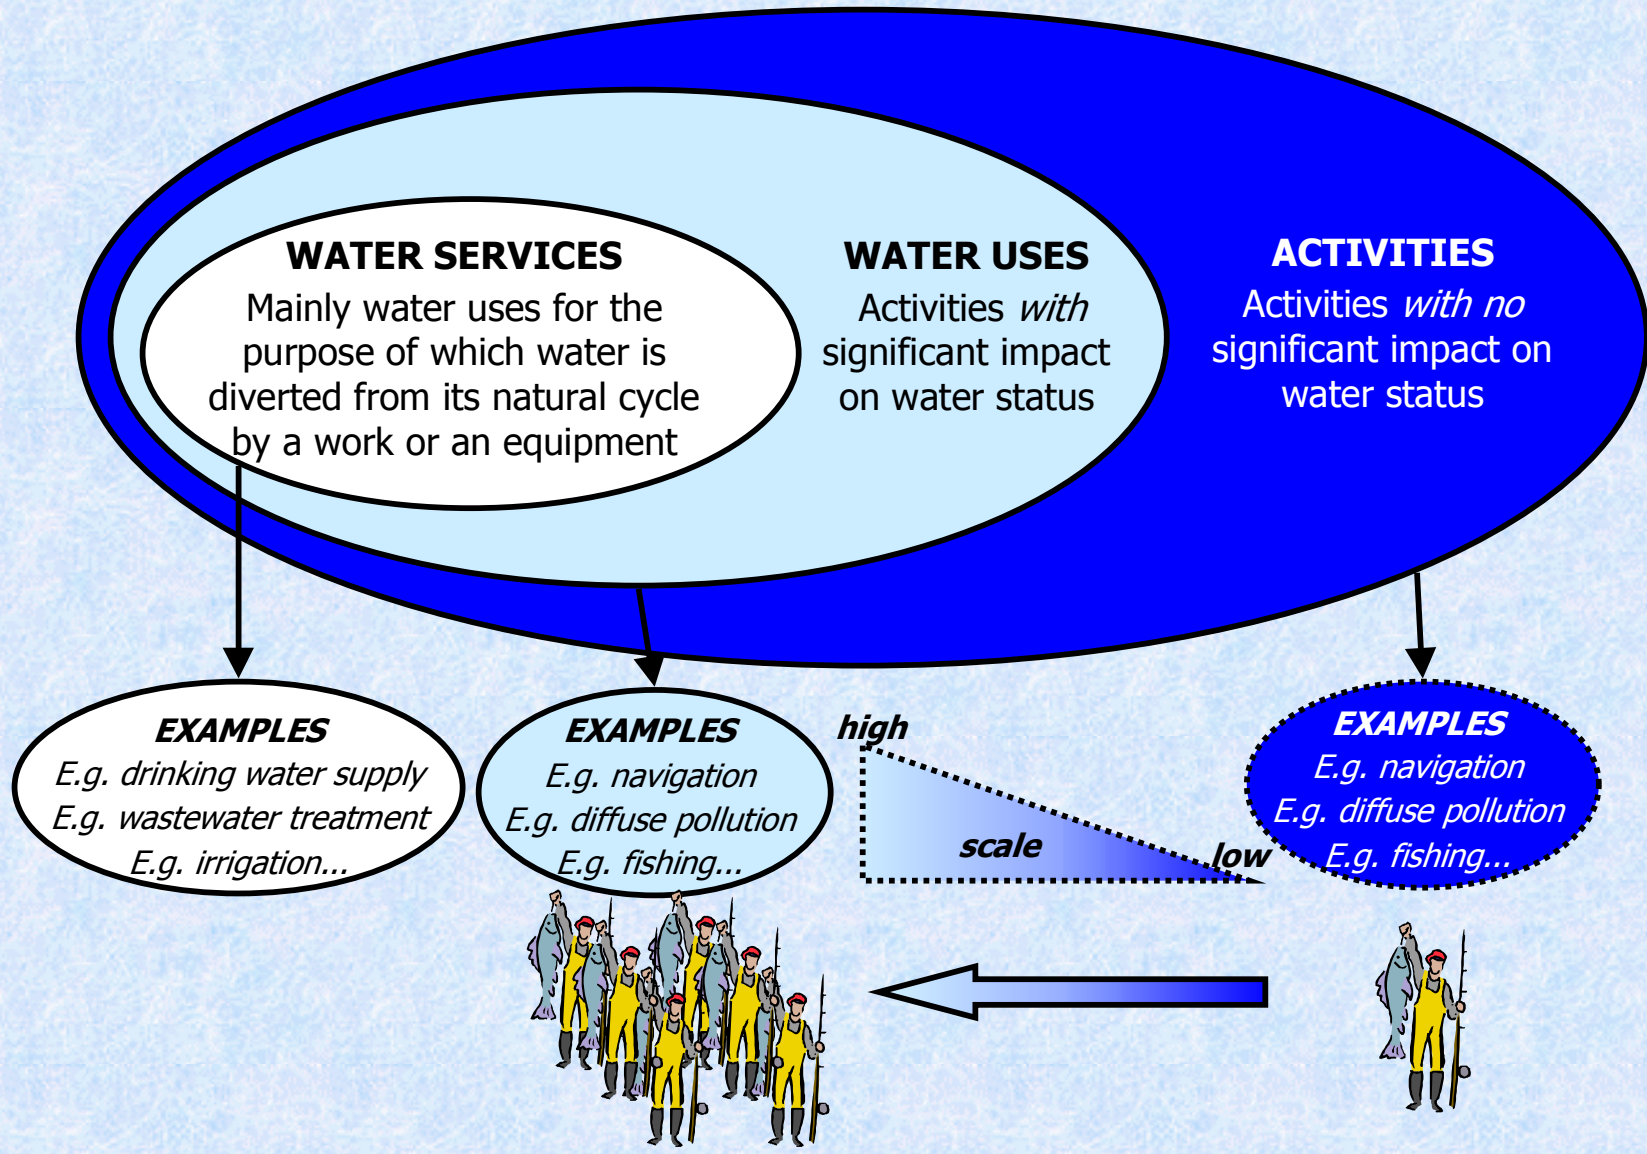 WATER SERVICES
Mainly water uses for the
purpose of which water is
diverted from its natural cycle
by a work or an equipment
WATER USES
Activities with
significant impact
on water status
ACTIVITIES
Activities with no
significant impact on
water status
EXAMPLES
E.g. drinking water supply
E.g. wastewater treatment
E.g. irrigation...
EXAMPLES
E.g. navigation
E.g. diffuse pollution
E.g. fishing...
high
scale
low
EXAMPLES
E.g. navigation
E.g. diffuse pollution
E.g. fishing...